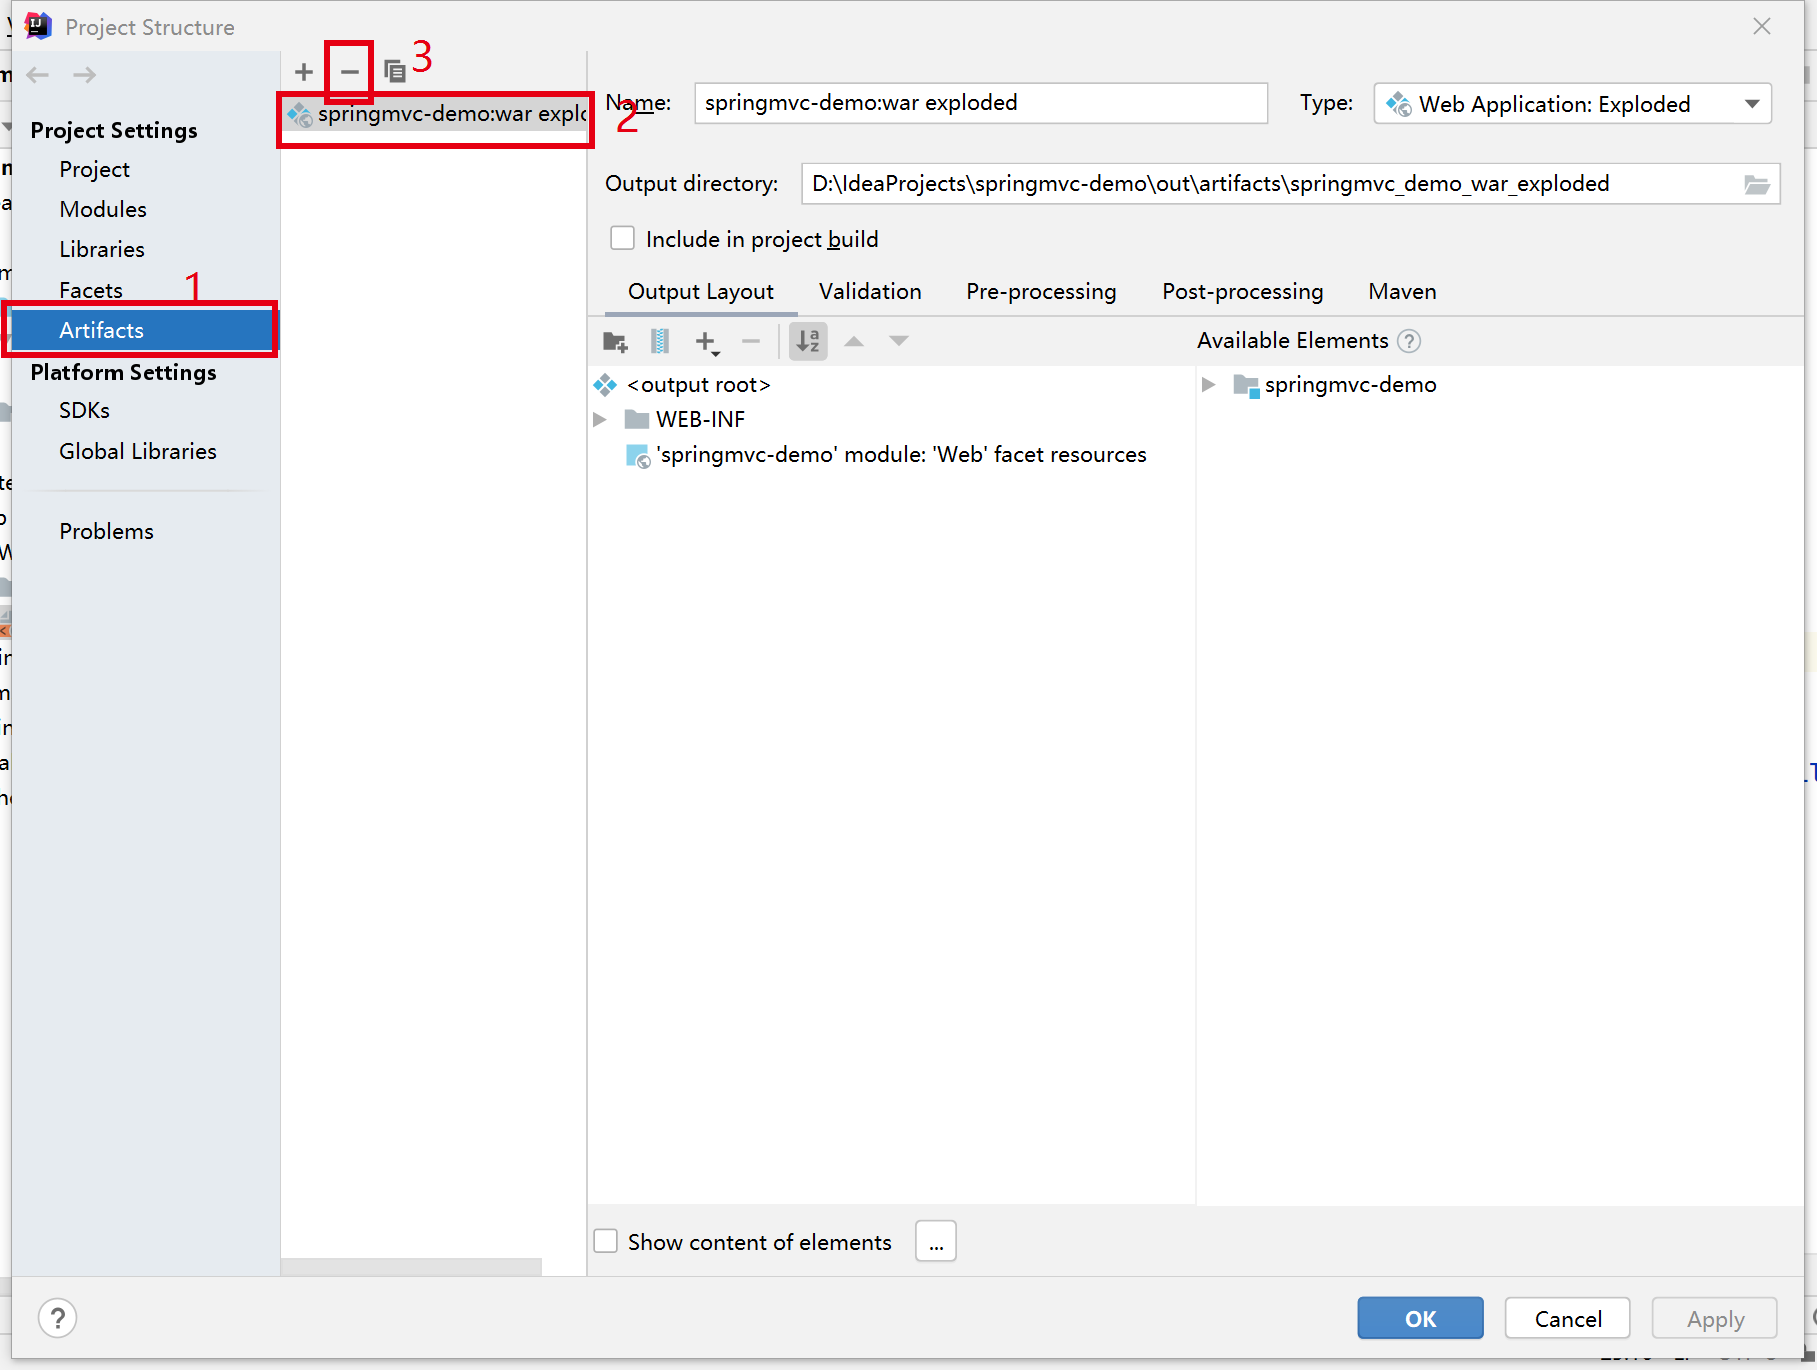 Project Structure
3
springmvc-demo:war explo
2
Name: springmvc-demo:war exploded Type: Web Application: Exploded
Project Settings
Project
Modules
Libraries
Facets
1
Artifacts
Platform Settings
SDKs
Global Libraries
Problems
Output directory: D:\IdeaProjects\springmvc-demo\out\artifacts\springmvc_demo_war_exploded
Include in project build
Output Layout Validation Pre-processing Post-processing Maven
Available Elements ?
<output root>
WEB-INF
'springmvc-demo' module: 'Web' facet resources
springmvc-demo
Show content of elements ...
? OK Cancel Apply